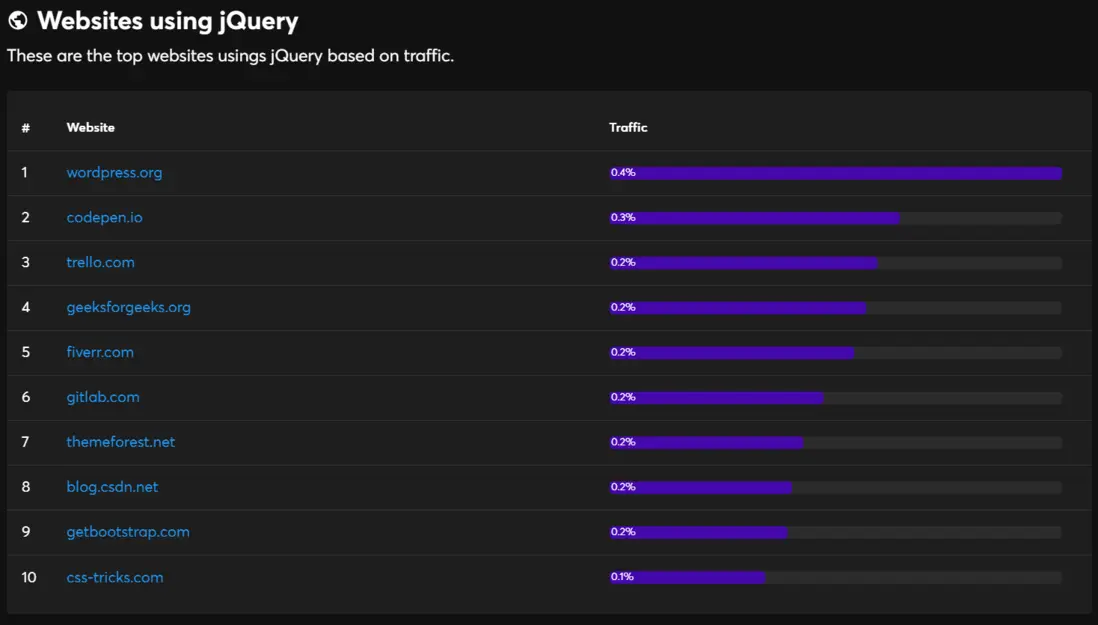 Websites using jQuery
These are the top websites usings jQuery based on traffic.
# Website Traffic
1 wordpress.org 0.4%
2 codepen.io 0.3%
3 trello.com 0.2%
4 geeksforgeeks.org 0.2%
5 fiverr.com 0.2%
6 gitlab.com 0.2%
7 themeforest.net 0.2%
8 blog.csdn.net 0.2%
9 getbootstrap.com 0.2%
10 css-tricks.com 0.1%